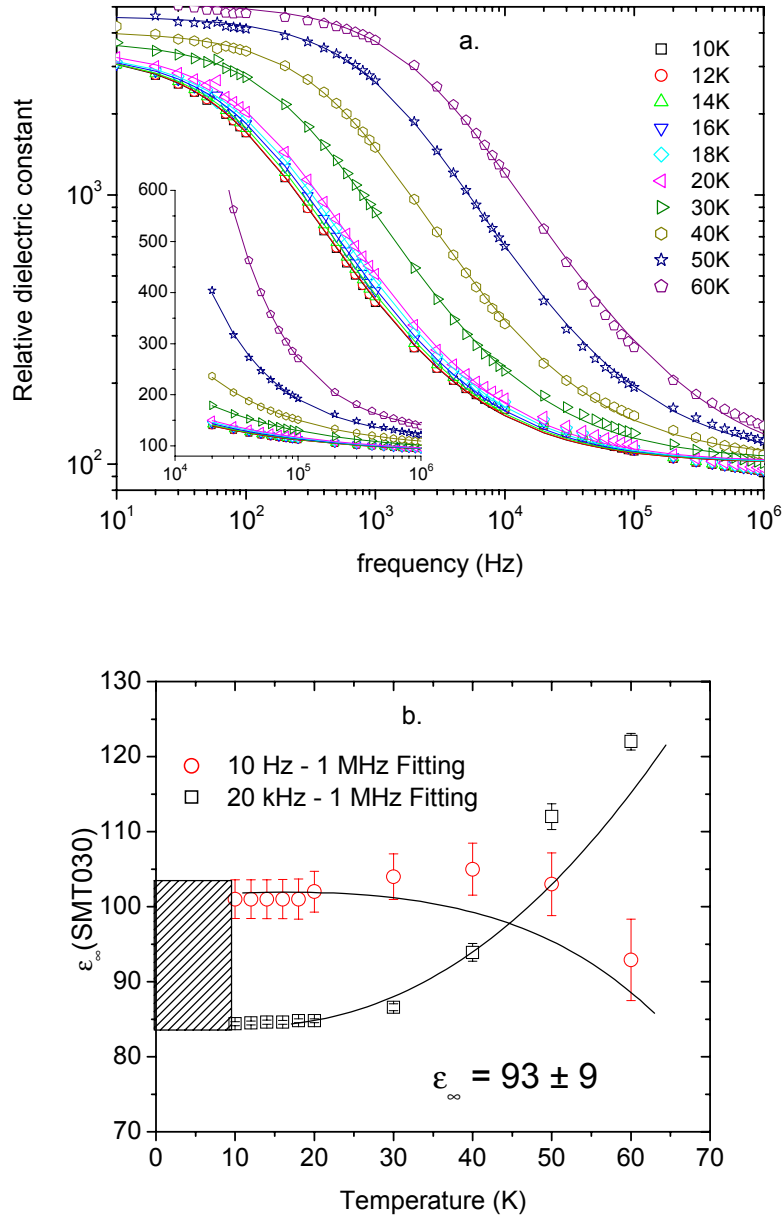 a.
10K
12K
14K
16K
18K
20K
30K
40K
50K
60K
Relative dielectric constant
10³
10²
600
500
400
300
200
100
10⁴ 10⁵ 10⁶
10¹ 10² 10³ 10⁴ 10⁵ 10⁶
frequency (Hz)
b.
10 Hz - 1 MHz Fitting
20 kHz - 1 MHz Fitting
ε∞(SMT030)
130
120
110
100
90
80
70
ε∞ = 93 ± 9
0 10 20 30 40 50 60 70
Temperature (K)